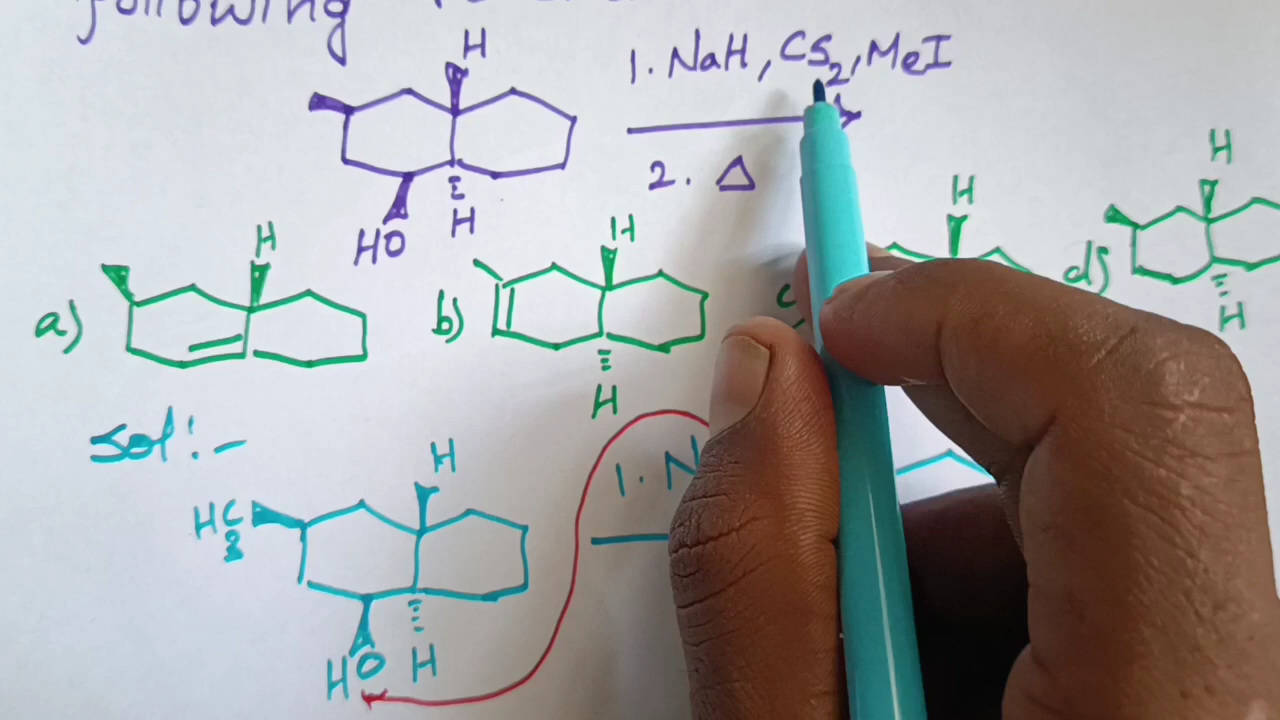 following
H
1. NaH, CS2, MeI
2. Δ
HO
H
H
a)
H
b)
H
H
d)
H
H
Sol:-
H
H3C
1. N
HO
H